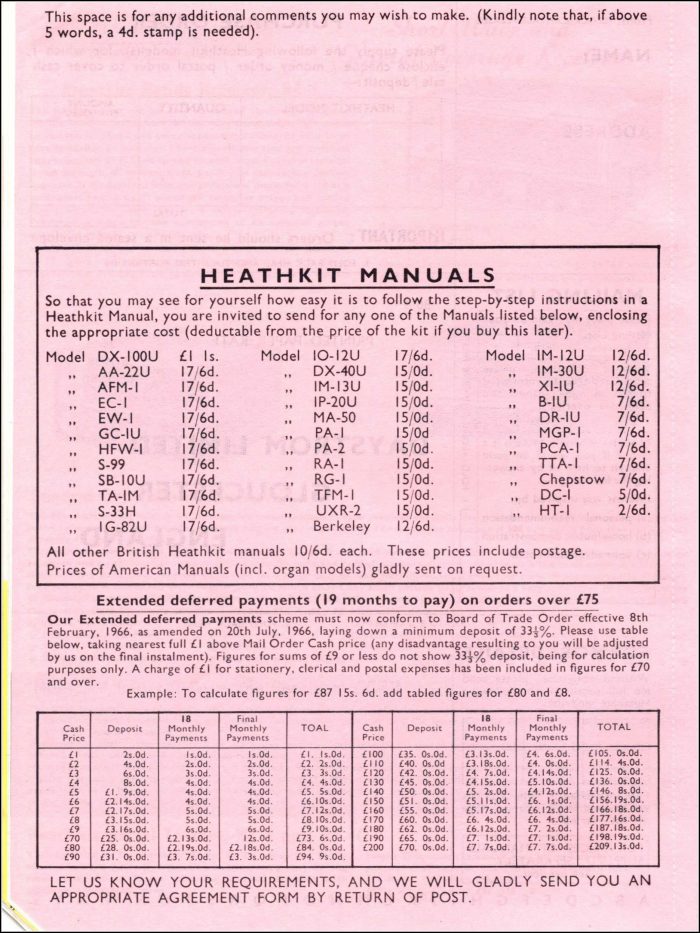 This space is for any additional comments you may wish to make. (Kindly note that, if above
5 words, a 4d. stamp is needed).
HEATHKIT MANUALS
So that you may see for yourself how easy it is to follow the step-by-step instructions in a
Heathkit Manual, you are invited to send for any one of the Manuals listed below, enclosing
the appropriate cost (deductable from the price of the kit if you buy this later).
Model DX-100U £1 1s. Model IO-12U 17/6d. Model IM-12U 12/6d.
,, AA-22U 17/6d. ,, DX-40U 15/0d. ,, IM-30U 12/6d.
,, AFM-1 17/6d. ,, IM-13U 15/0d. ,, XI-IU 12/6d.
,, EC-1 17/6d. ,, IP-20U 15/0d. ,, B-IU 7/6d.
,, EW-1 17/6d. ,, MA-50 15/0d. ,, DR-IU 7/6d.
,, GC-IU 17/6d. ,, PA-1 15/0d ,, MGP-1 7/6d.
,, HFW-1 17/6d. ,, PA-2 15/0d. ,, PCA-1 7/6d.
,, S-99 17/6d. ,, RA-1 15/0d. ,, TTA-1 7/6d.
,, SB-10U 17/6d. ,, RG-1 15/0d. ,, Chepstow 7/6d.
,, TA-IM 17/6d. ,, TFM-1 15/0d. ,, DC-1 5/0d.
,, S-33H 17/6d. ,, UXR-2 15/0d. ,, HT-1 2/6d.
,, IG-82U 17/6d. ,, Berkeley 12/6d.
All other British Heathkit manuals 10/6d. each. These prices include postage.
Prices of American Manuals (incl. organ models) gladly sent on request.
Extended deferred payments (19 months to pay) on orders over £75
Our Extended deferred payments scheme must now conform to Board of Trade Order effective 8th
February, 1966, as amended on 20th July, 1966, laying down a minimum deposit of 33⅓%. Please use table
below, taking nearest full £1 above Mail Order Cash price (any disadvantage resulting to you will be adjusted
by us on the final instalment). Figures for sums of £9 or less do not show 33⅓% deposit, being for calculation
purposes only. A charge of £1 for stationery, clerical and postal expenses has been included in figures for £70
and over.
Example: To calculate figures for £87 15s. 6d. add tabled figures for £80 and £8.
Cash Price Deposit 18 Monthly Payments Final Monthly Payments TOAL Cash Price Deposit 18 Monthly Payments Final Monthly Payments TOTAL
£1 2s.0d. 1s.0d. 1s.0d. £1. 1s.0d. £100 £35. 0s.0d. £3.13s.0d. £4. 6s.0d. £105. 0s.0d.
£2 4s.0d. 2s.0d. 2s.0d. £2. 2s.0d. £110 £40. 0s.0d £3.18s.0d. £4. 0s.0d. £114. 4s.0d.
£3 6s.0d. 3s.0d. 3s.0d. £3. 3s.0d. £120 £42. 0s.0d. £4. 7s.0d. £4.14s.0d. £125. 0s.0d.
£4 8s.0d. 4s.0d. 4s.0d. £4. 4s.0d. £130 £45. 0s.0d. £4.15s.0d. £5.10s.0d. £136. 0s.0d.
£5 £1. 9s.0d. 4s.0d. 4s.0d. £5. 5s.0d. £140 £50. 0s.0d. £5. 2s.0d. £4.12s.0d. £146. 8s.0d.
£6 £2.14s.0d. 4s.0d. 4s.0d. £6.10s.0d. £150 £51. 0s.0d. £5.11s.0d. £6. 1s.0d. £156.19s.0d.
£7 £2.17s.0d. 5s.0d. 5s.0d. £7.12s.0d. £160 £55. 0s.0d. £5.17s.0d. £6.12s.0d. £166.18s.0d.
£8 £3.15s.0d. 5s.0d. 5s.0d. £8.10s.0d. £170 £60. 0s.0d. £6. 4s.0d. £6. 4s.0d. £177.16s.0d.
£9 £3.16s.0d. 6s.0d. 6s.0d. £9.10s.0d. £180 £62. 0s.0d. £6.12s.0d. £7. 2s.0d. £187.18s.0d.
£70 £25. 0s.0d. £2.13s.0d. 12s.0d. £73. 6s.0d. £190 £65. 0s.0d. £7. 1s.0d. £7. 1s.0d. £198.19s.0d.
£80 £28. 0s.0d. £2.19s.0d. £2.18s.0d. £84. 0s.0d. £200 £70. 0s.0d. £7. 7s.0d. £7. 7s.0d. £209.13s.0d.
£90 £31. 0s.0d. £3. 7s.0d. £3. 3s.0d. £94. 9s.0d.
LET US KNOW YOUR REQUIREMENTS, AND WE WILL GLADLY SEND YOU AN
APPROPRIATE AGREEMENT FORM BY RETURN OF POST.